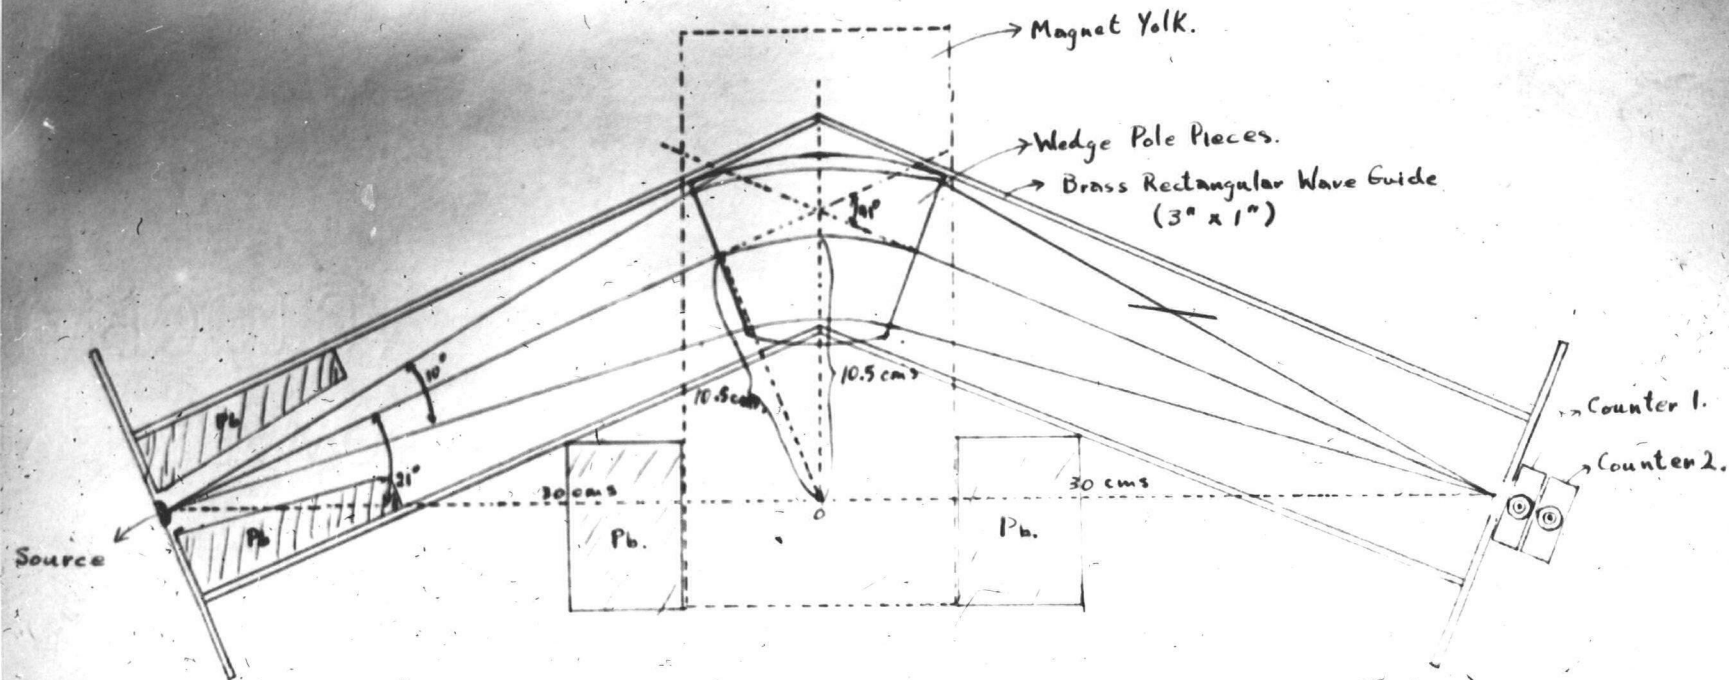 Magnet Yolk.
Wedge Pole Pieces.
Brass Rectangular Wave Guide
(3" x 1")
41°
10°
21°
Pb
Pb
10.5 cms.
10.5 cms
30 cms
30 cms
O
Pb.
Pb.
Source
Counter 1.
Counter 2.